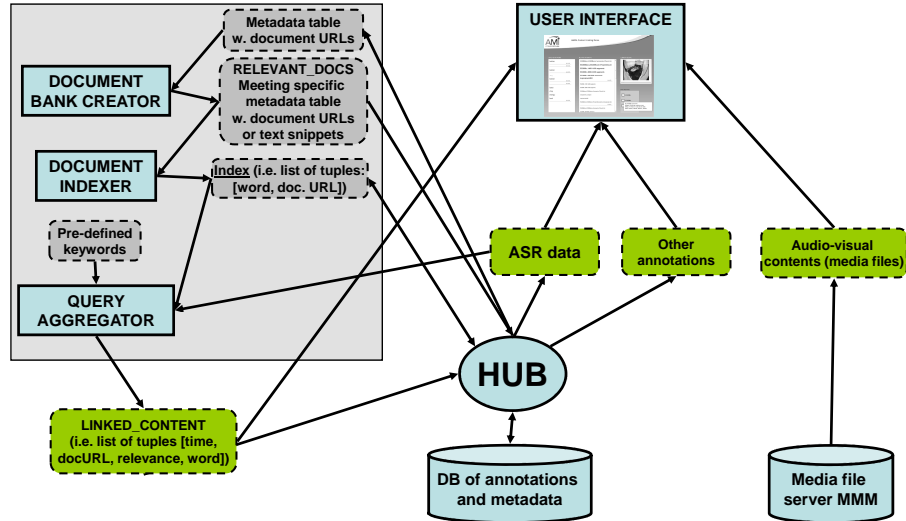 Metadata table
w. document URLs
USER INTERFACE
AMI
DOCUMENT
BANK CREATOR
RELEVANT_DOCS
Meeting specific
metadata table
w. document URLs
or text snippets
DOCUMENT
INDEXER
Index (i.e. list of tuples:
[word, doc. URL])
Pre-defined
keywords
ASR data
Other
annotations
Audio-visual
contents (media files)
QUERY
AGGREGATOR
HUB
LINKED_CONTENT
(i.e. list of tuples [time,
docURL, relevance, word])
DB of annotations
and metadata
Media file
server MMM